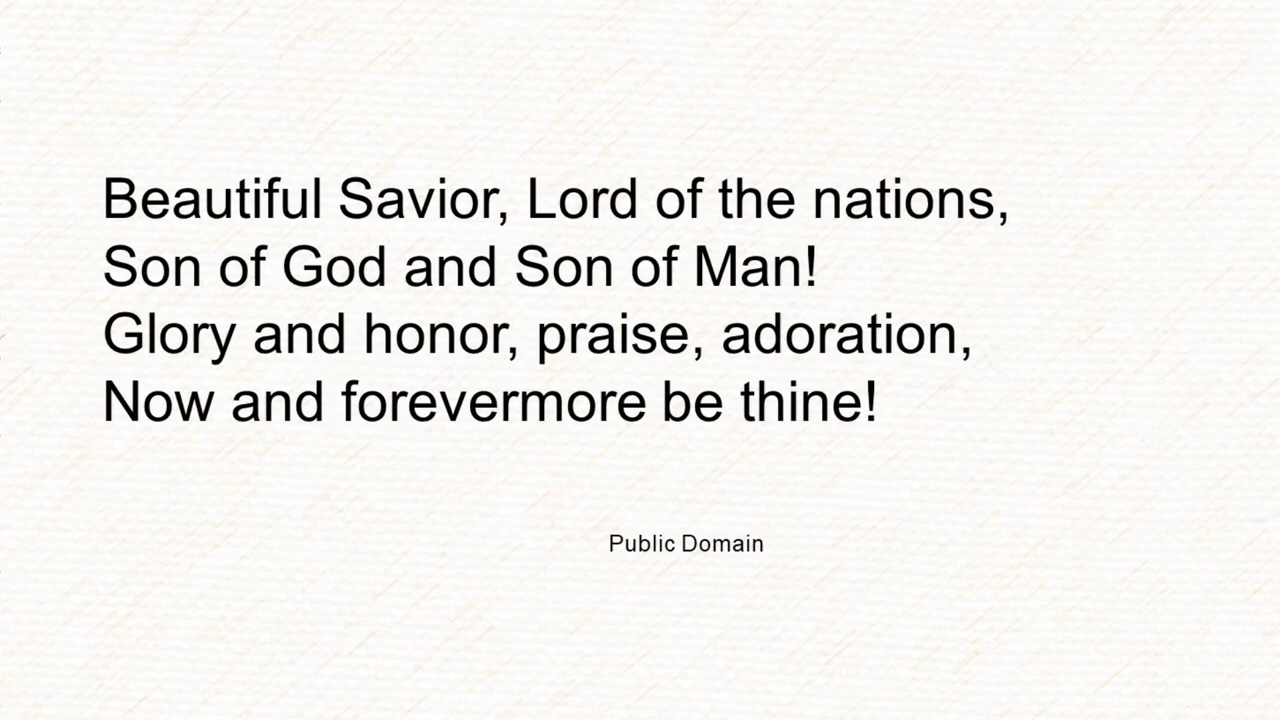 Beautiful Savior, Lord of the nations,
Son of God and Son of Man!
Glory and honor, praise, adoration,
Now and forevermore be thine!
Public Domain